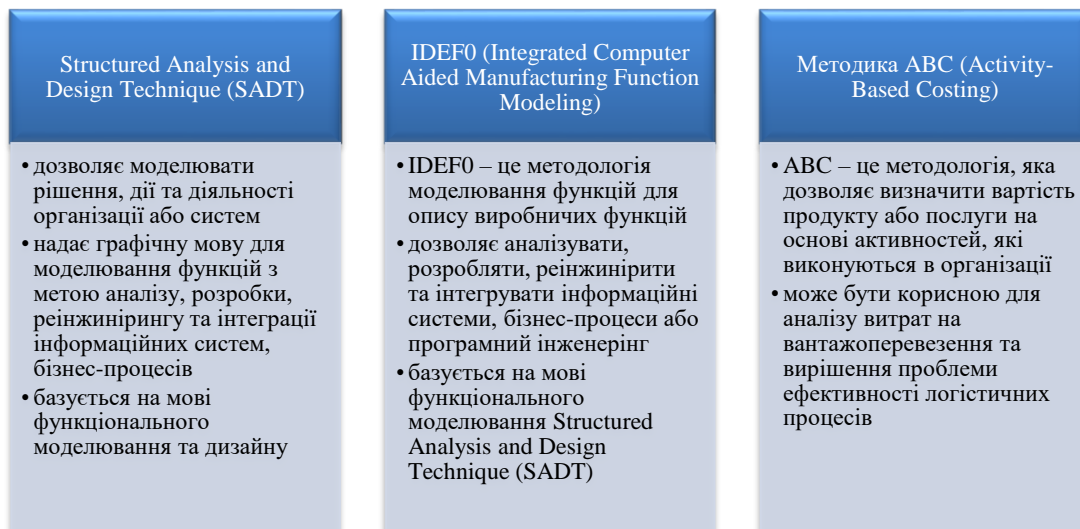 Structured Analysis and
Design Technique (SADT)
• дозволяє моделювати
рішення, дії та діяльності
організації або систем
• надає графічну мову для
моделювання функцій з
метою аналізу, розробки,
реінжинірингу та інтеграції
інформаційних систем,
бізнес-процесів
• базується на мові
функціонального
моделювання та дизайну
IDEF0 (Integrated Computer
Aided Manufacturing Function
Modeling)
• IDEF0 – це методологія
моделювання функцій для
опису виробничих функцій
• дозволяє аналізувати,
розробляти, реінжинірити
та інтегрувати інформаційні
системи, бізнес-процеси або
програмний інженерінг
• базується на мові
функціонального
моделювання Structured
Analysis and Design
Technique (SADT)
Методика ABC (Activity-
Based Costing)
• ABC – це методологія, яка
дозволяє визначити вартість
продукту або послуги на
основі активностей, які
виконуються в організації
• може бути корисною для
аналізу витрат на
вантажоперевезення та
вирішення проблеми
ефективності логістичних
процесів